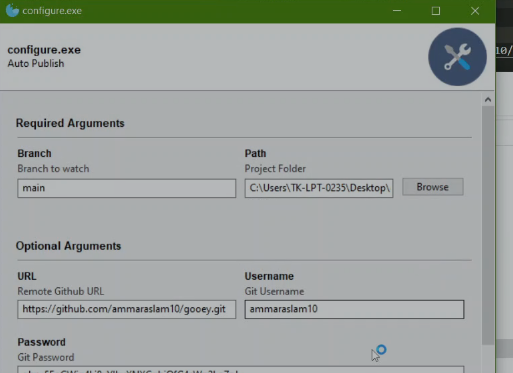 configure.exe
configure.exe
Auto Publish
10/
Required Arguments
Branch Path
Branch to watch Project Folder
main C:\Users\TK-LPT-0235\Desktop\ Browse
Optional Arguments
URL Username
Remote Github URL Git Username
https://github.com/ammaraslam10/gooey.git ammaraslam10
Password
Git Password